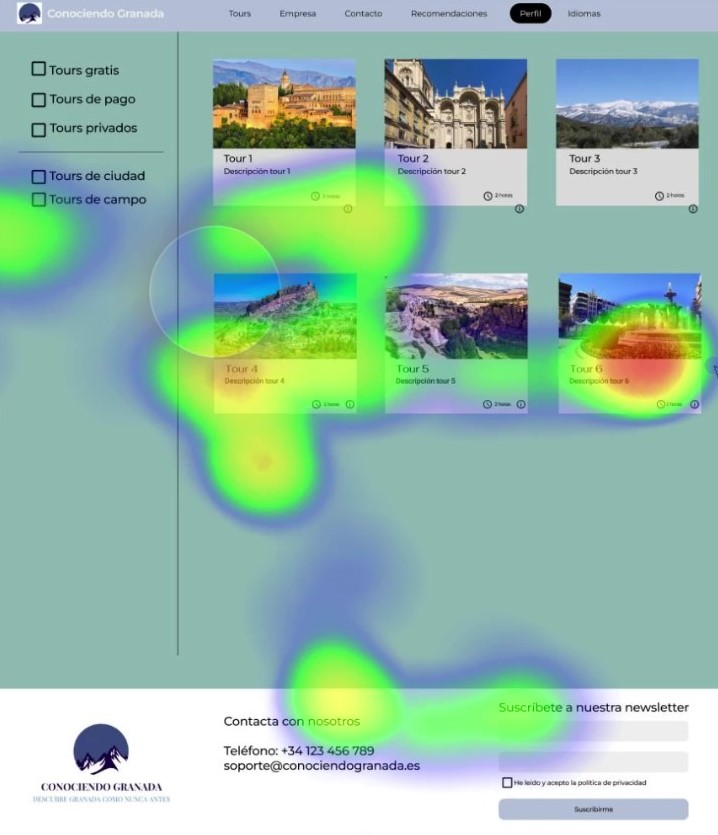 Conociendo Granada
Tours
Empresa
Contacto
Recomendaciones
Perfil
Idiomas
Tours gratis
Tours de pago
Tours privados
Tours de ciudad
Tours de campo
Tour 1
Descripción tour 1
2 horas
Tour 2
Descripción tour 2
2 horas
Tour 3
Descripción tour 3
2 horas
Tour 4
Descripción tour 4
2 horas
Tour 5
Descripción tour 5
2 horas
Tour 6
Descripción tour 6
2 horas
CONOCIENDO GRANADA
DESCUBRE GRANADA COMO NUNCA ANTES
Contacta con nosotros
Teléfono: +34 123 456 789
soporte@conociendogranada.es
Suscríbete a nuestra newsletter
He leido y acepto la política de privacidad
Suscribirme